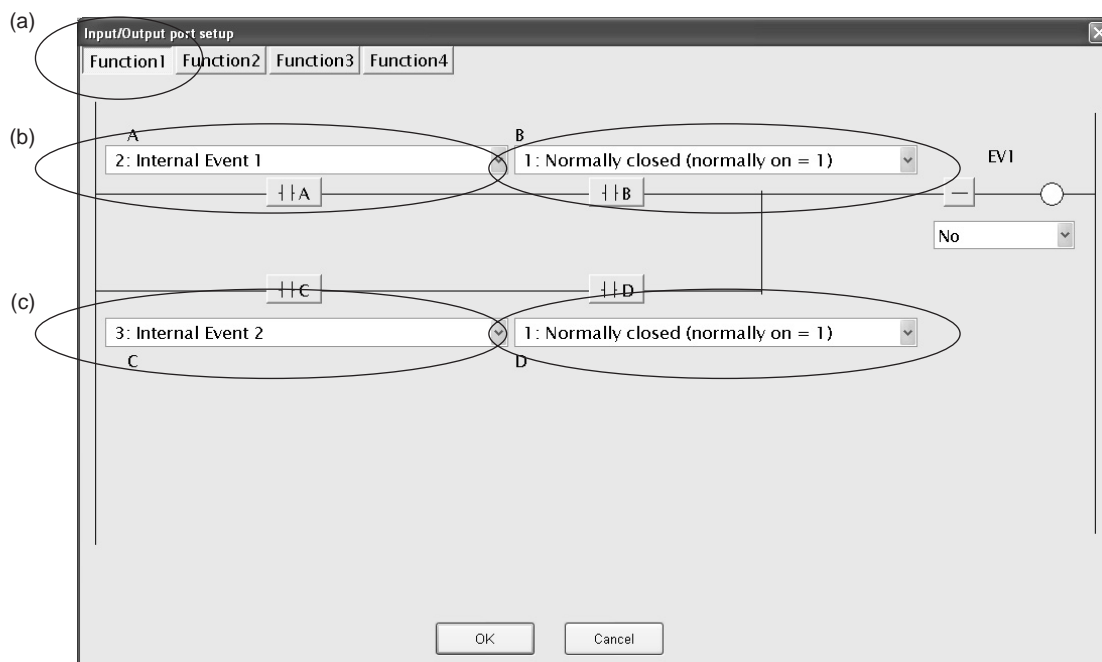 (a)
Input/Output port setup
Function1 Function2 Function3 Function4
(b)
A B
2: Internal Event 1 1: Normally closed (normally on = 1) EV1
A B
No
C D
(c)
3: Internal Event 2 1: Normally closed (normally on = 1)
C D
OK Cancel